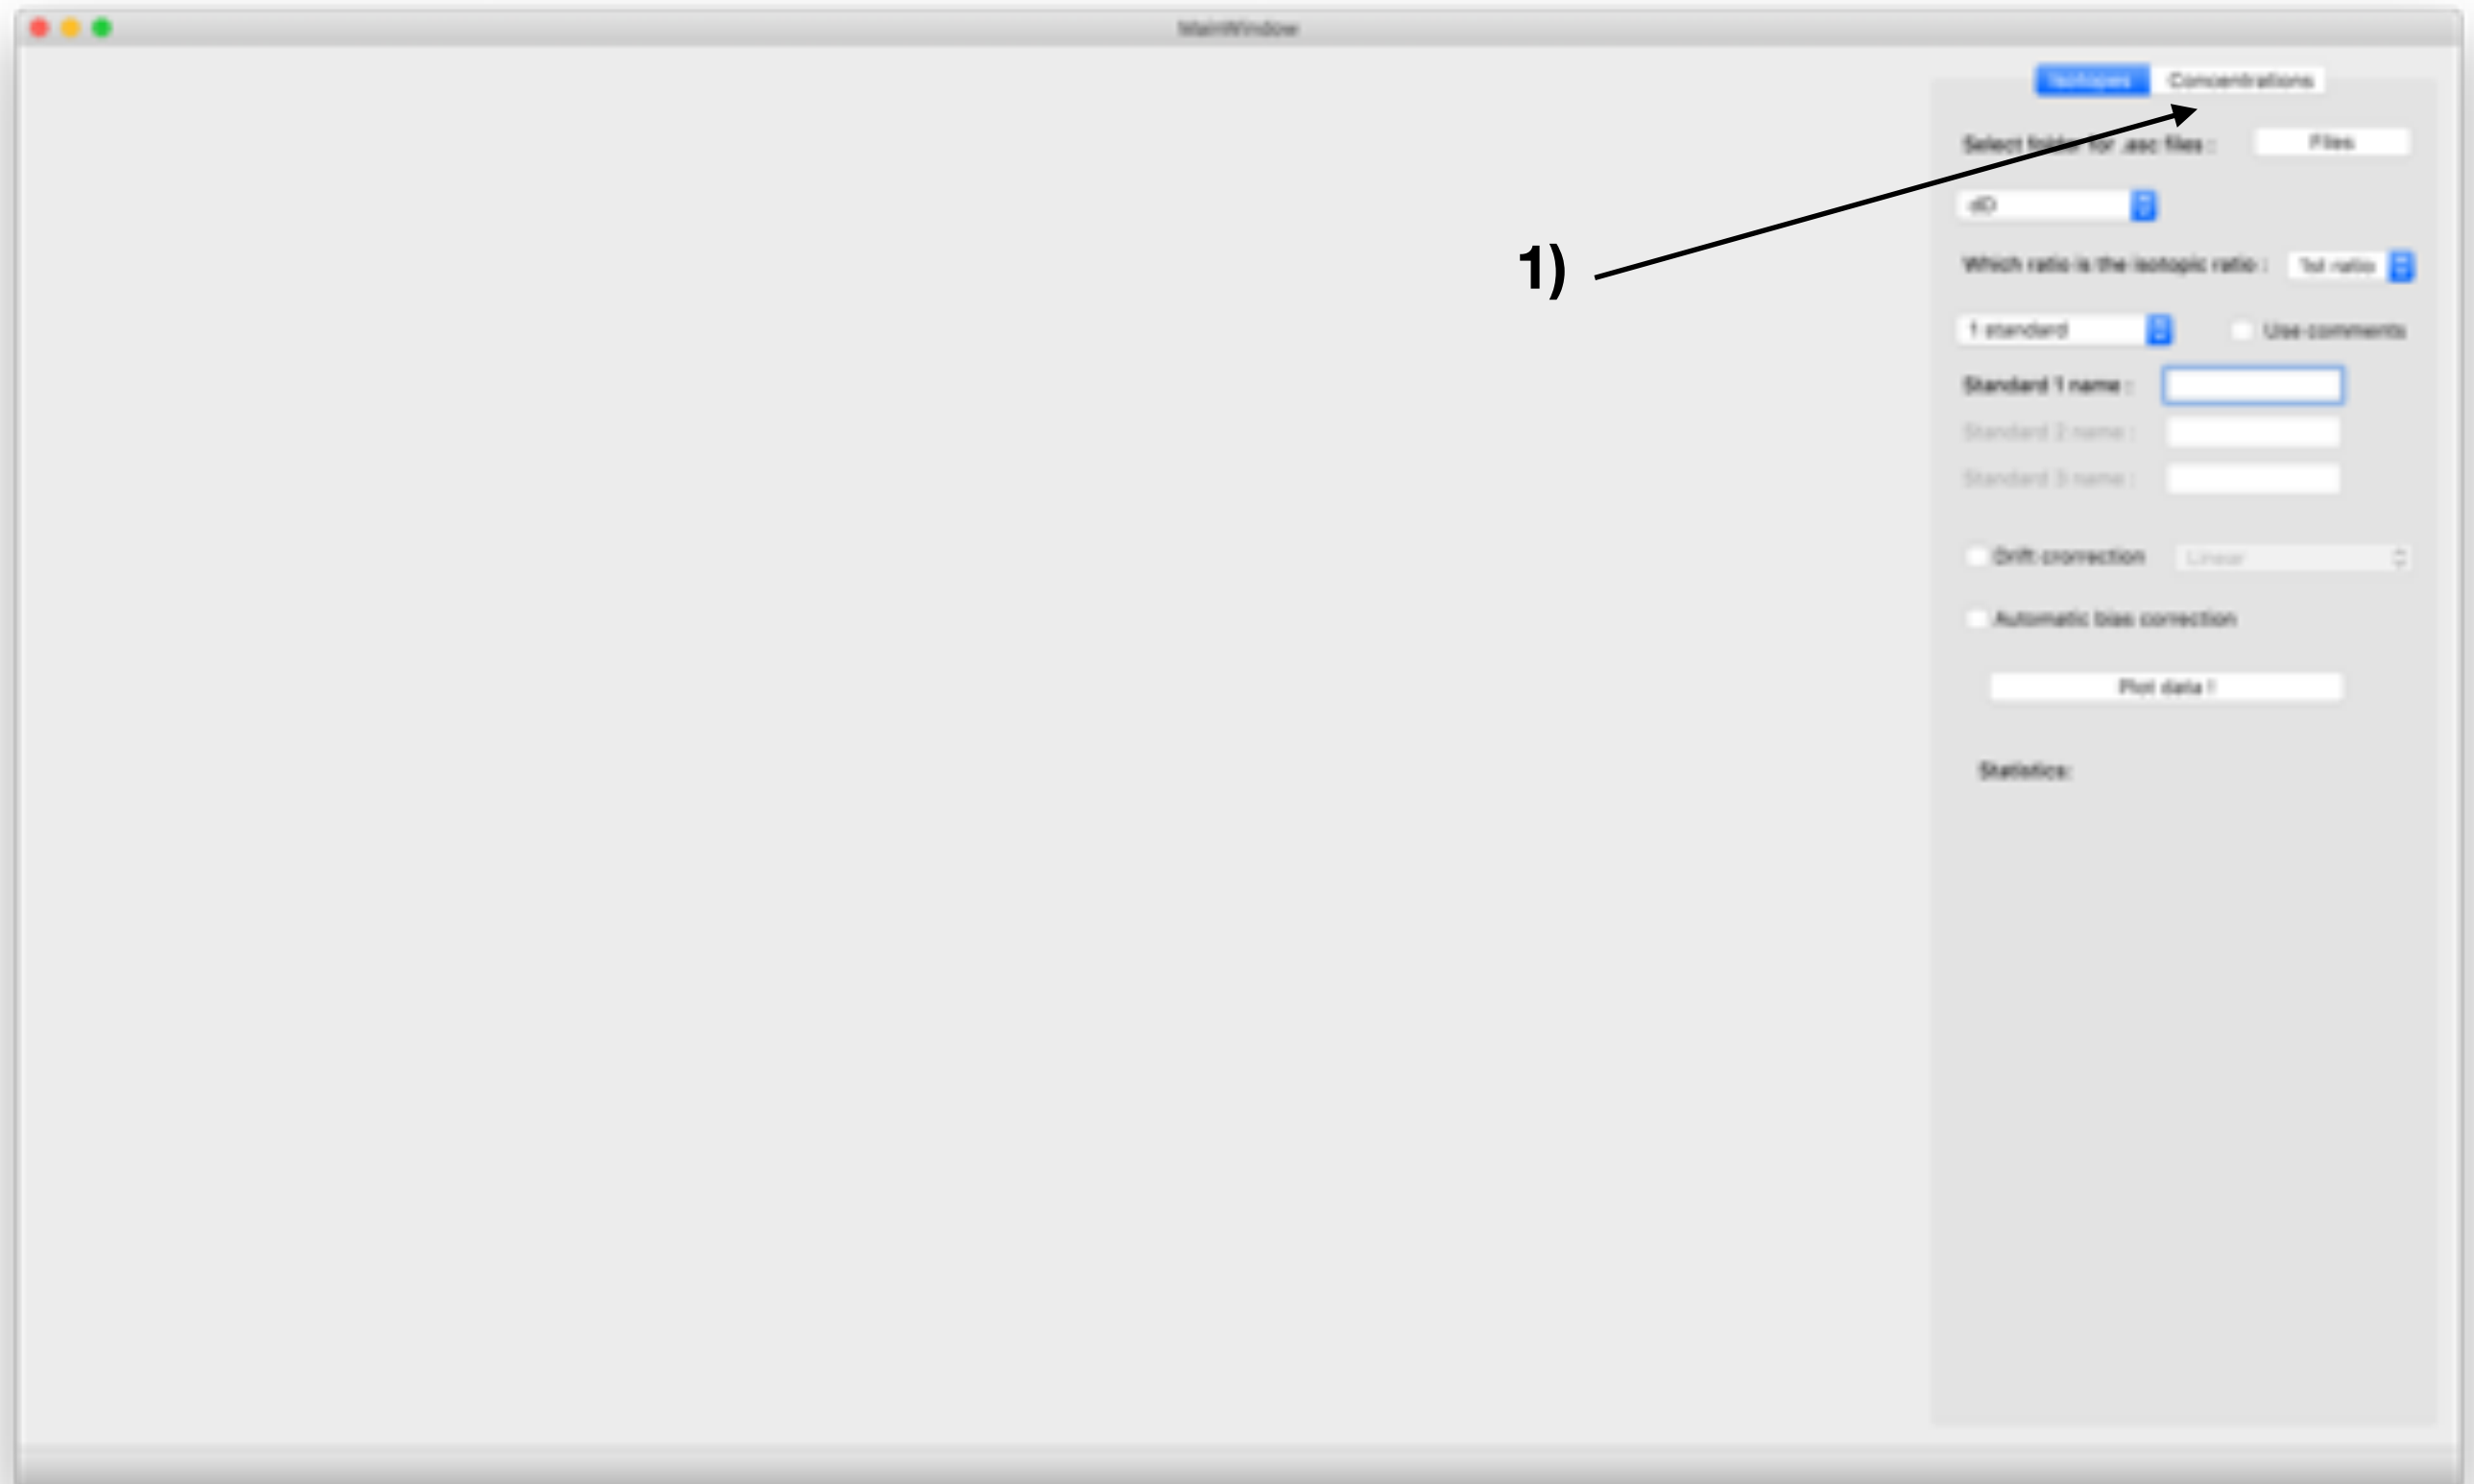 MainWindow
Isotopes Concentrations
Select folder for .asc files : Files
dD
1)
Which ratio is the isotopic ratio : 1st ratio
1 standard Use comments
Standard 1 name :
Standard 2 name :
Standard 3 name :
Drift crorrection Linear
Automatic bias correction
Plot data !
Statistics: